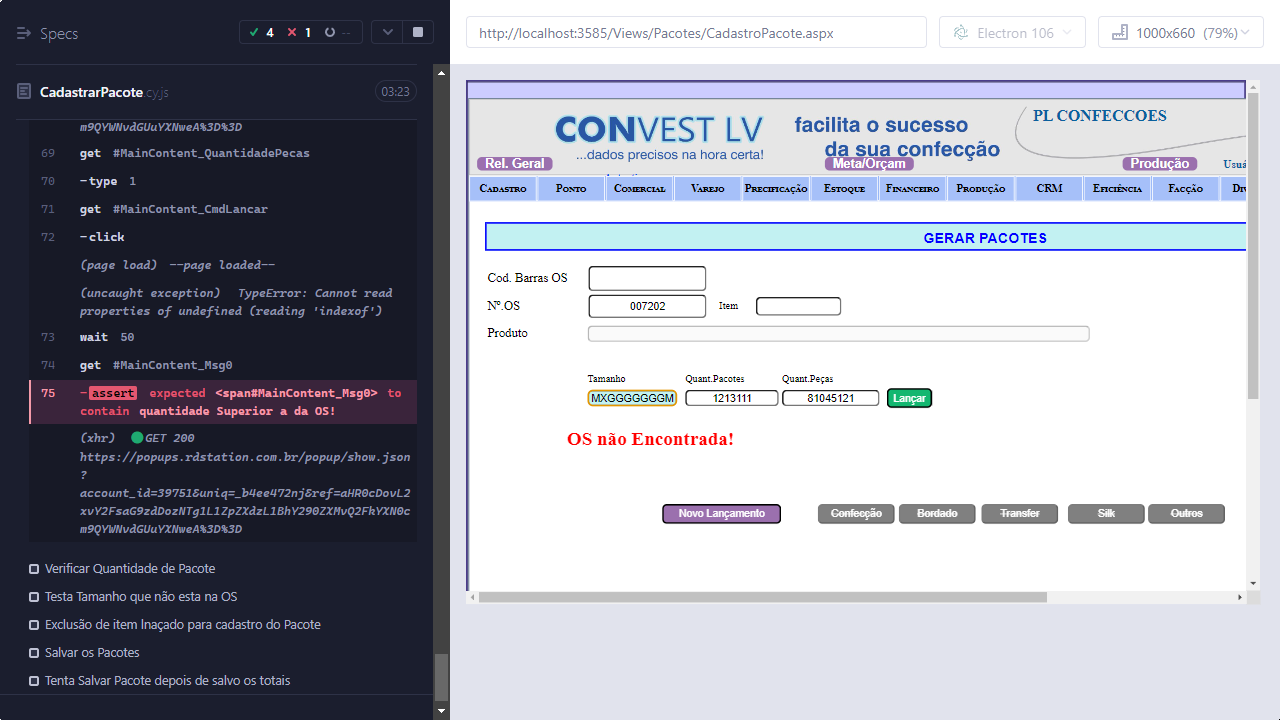 Specs
4
1
--
CadastrarPacote.cy.js
03:23
m9QYWNvdGUuYXNweA%3D%3D
69 get #MainContent_QuantidadePecas
70 -type 1
71 get #MainContent_CmdLancar
72 -click
(page load) --page loaded--
(uncaught exception) TypeError: Cannot read
properties of undefined (reading 'indexof')
73 wait 50
74 get #MainContent_Msg0
75 -assert expected <span#MainContent_Msg0> to
contain quantidade Superior a da OS!
(xhr) GET 200
https://popups.rdstation.com.br/popup/show.json
?
account_id=39751&uniq=_b4ee472nj&ref=aHR0cDovL2
xvY2FsaG9zdDozNTg1L1ZpZXdzL1BhY290ZXMvQ2FkYXN0c
m9QYWNvdGUuYXNweA%3D%3D
Verificar Quantidade de Pacote
Testa Tamanho que não esta na OS
Exclusão de item lnaçado para cadastro do Pacote
Salvar os Pacotes
Tenta Salvar Pacote depois de salvo os totais
http://localhost:3585/Views/Pacotes/CadastroPacote.aspx
Electron 106
1000x660 (79%)
CONVEST LV
...dados precisos na hora certa!
facilita o sucesso
da sua confecção
PL CONFECCOES
Rel. Geral
Meta/Orçam
Produção
Usuá
Cadastro
Ponto
Comercial
Varejo
Precificação
Estoque
Financeiro
Produção
CRM
Eficiência
Facção
GERAR PACOTES
Cod. Barras OS
Nº.OS 007202 Item
Produto
Tamanho Quant.Pacotes Quant.Peças
MXGGGGGGGM 1213111 81045121 Lançar
OS não Encontrada!
Novo Lançamento Confecção Bordado Transfer Silk Outros